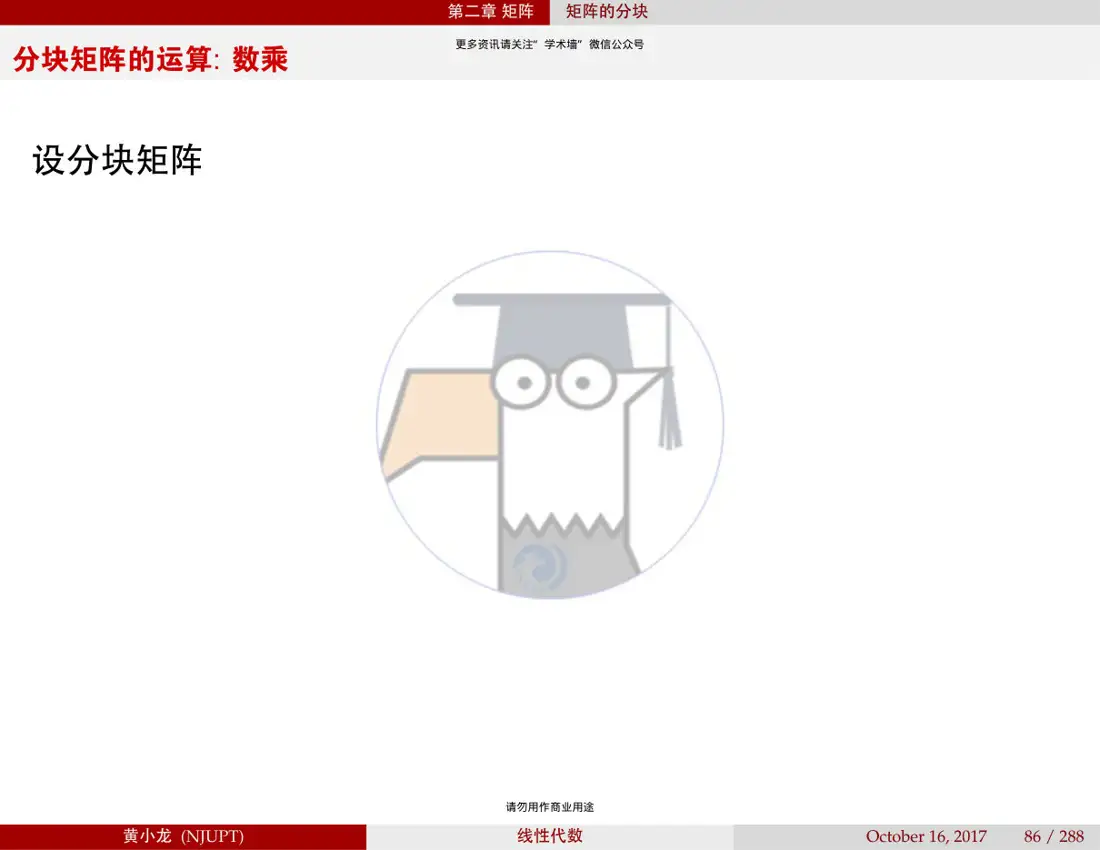 第二章 矩阵 矩阵的分块
更多资讯请关注“学术墙”微信公众号
分块矩阵的运算: 数乘
设分块矩阵
请勿用作商业用途
黄小龙 (NJUPT) 线性代数 October 16, 2017 86 / 288